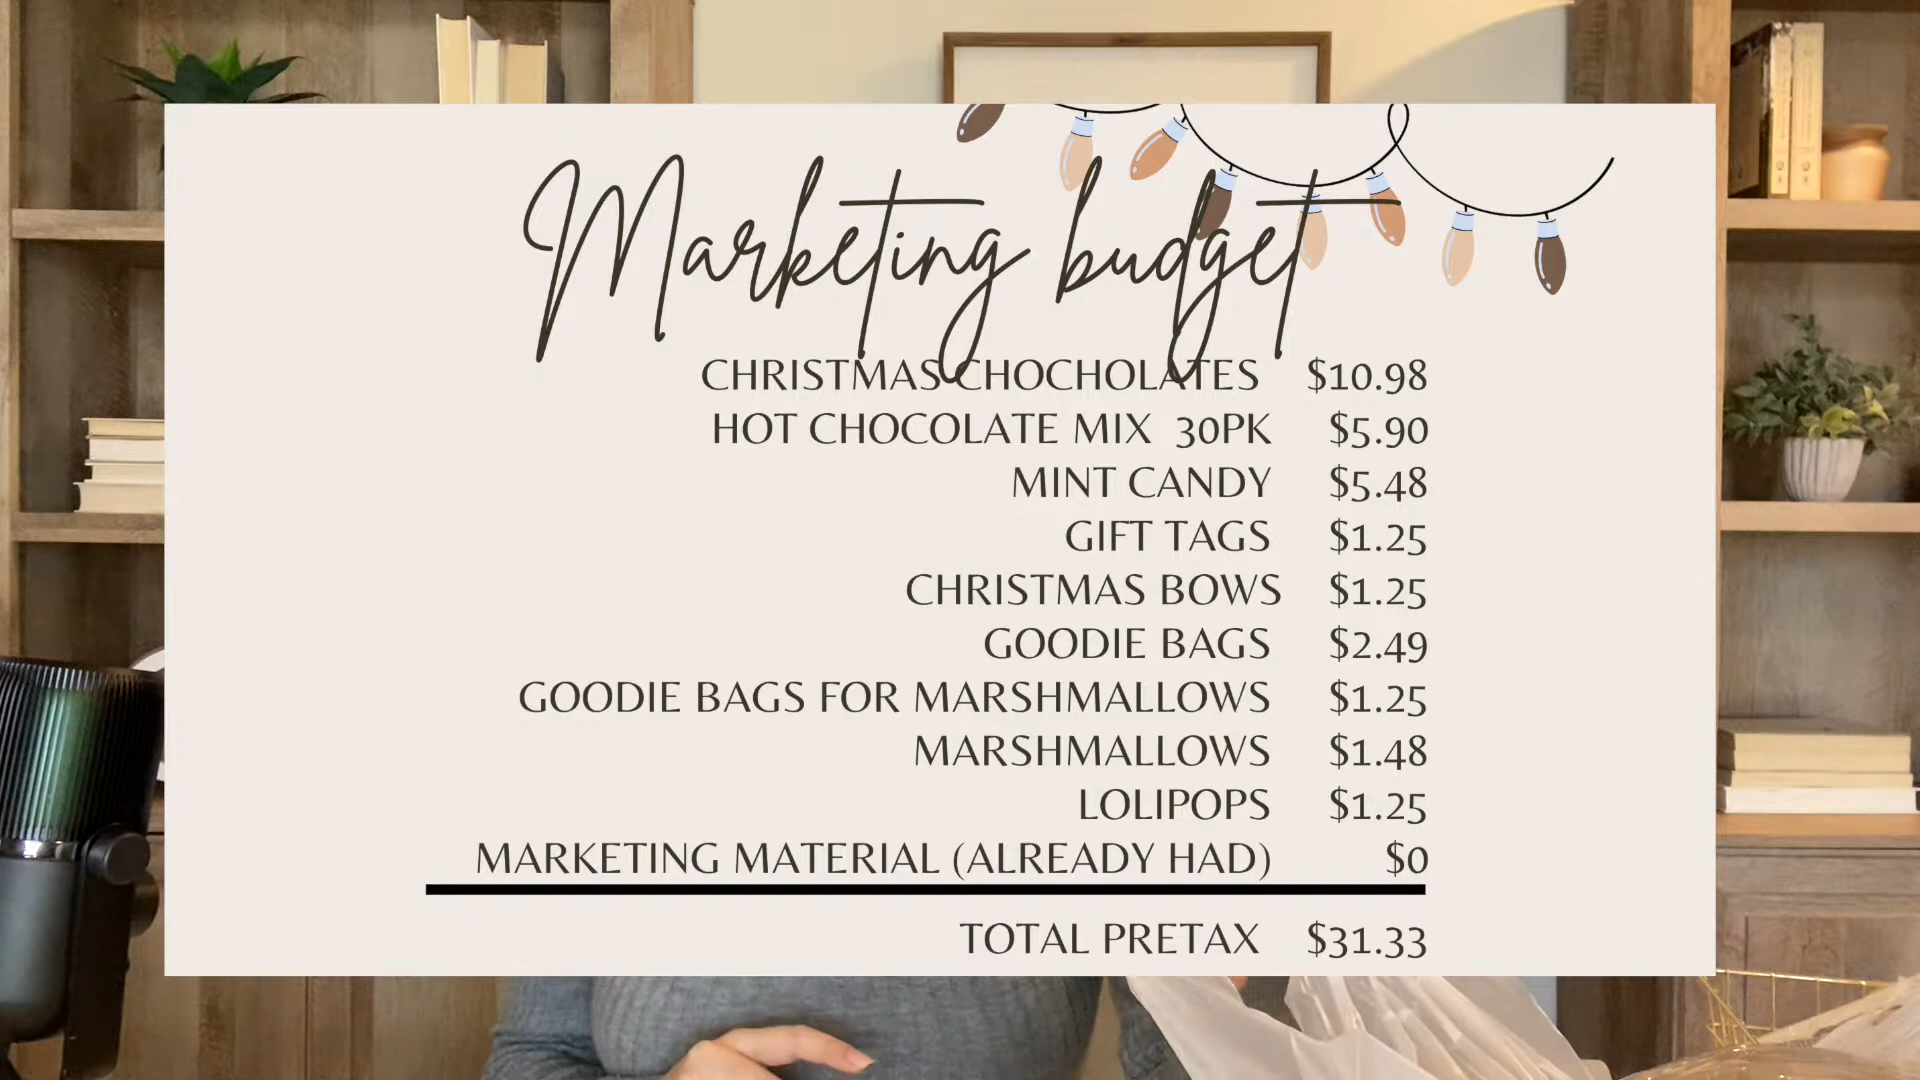 Marketing budget
CHRISTMAS CHOCHOLATES $10.98
HOT CHOCOLATE MIX 30PK $5.90
MINT CANDY $5.48
GIFT TAGS $1.25
CHRISTMAS BOWS $1.25
GOODIE BAGS $2.49
GOODIE BAGS FOR MARSHMALLOWS $1.25
MARSHMALLOWS $1.48
LOLIPOPS $1.25
MARKETING MATERIAL (ALREADY HAD) $0
TOTAL PRETAX $31.33